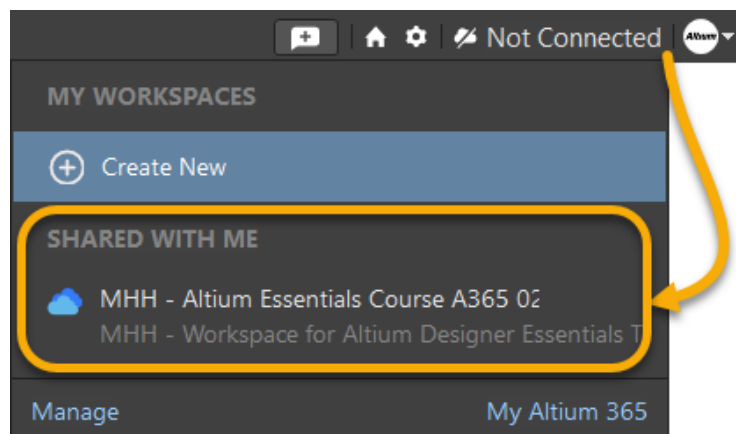 Not Connected
Altium
MY WORKSPACES
Create New
SHARED WITH ME
MHH - Altium Essentials Course A365 02
MHH - Workspace for Altium Designer Essentials T
Manage
My Altium 365